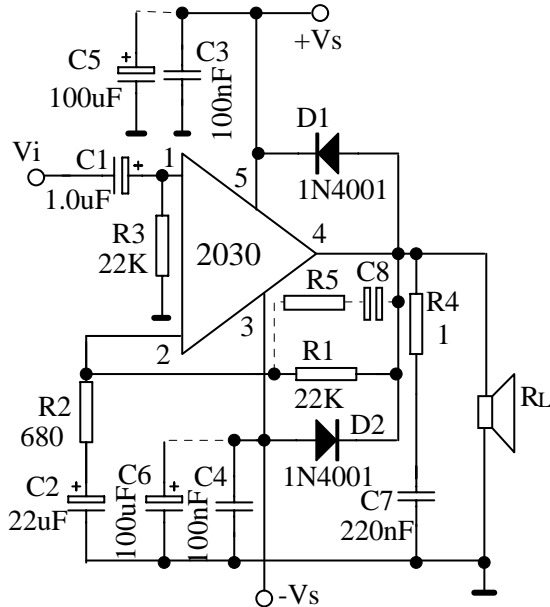 +Vs
C5
100uF
C3
100nF
D1
1N4001
Vi
C1
1.0uF
1
5
4
2030
R3
22K
2
3
R5
C8
R4
1
R1
22K
RL
R2
680
D2
1N4001
C2
22uF
C6
100uF
C4
100nF
C7
220nF
-Vs